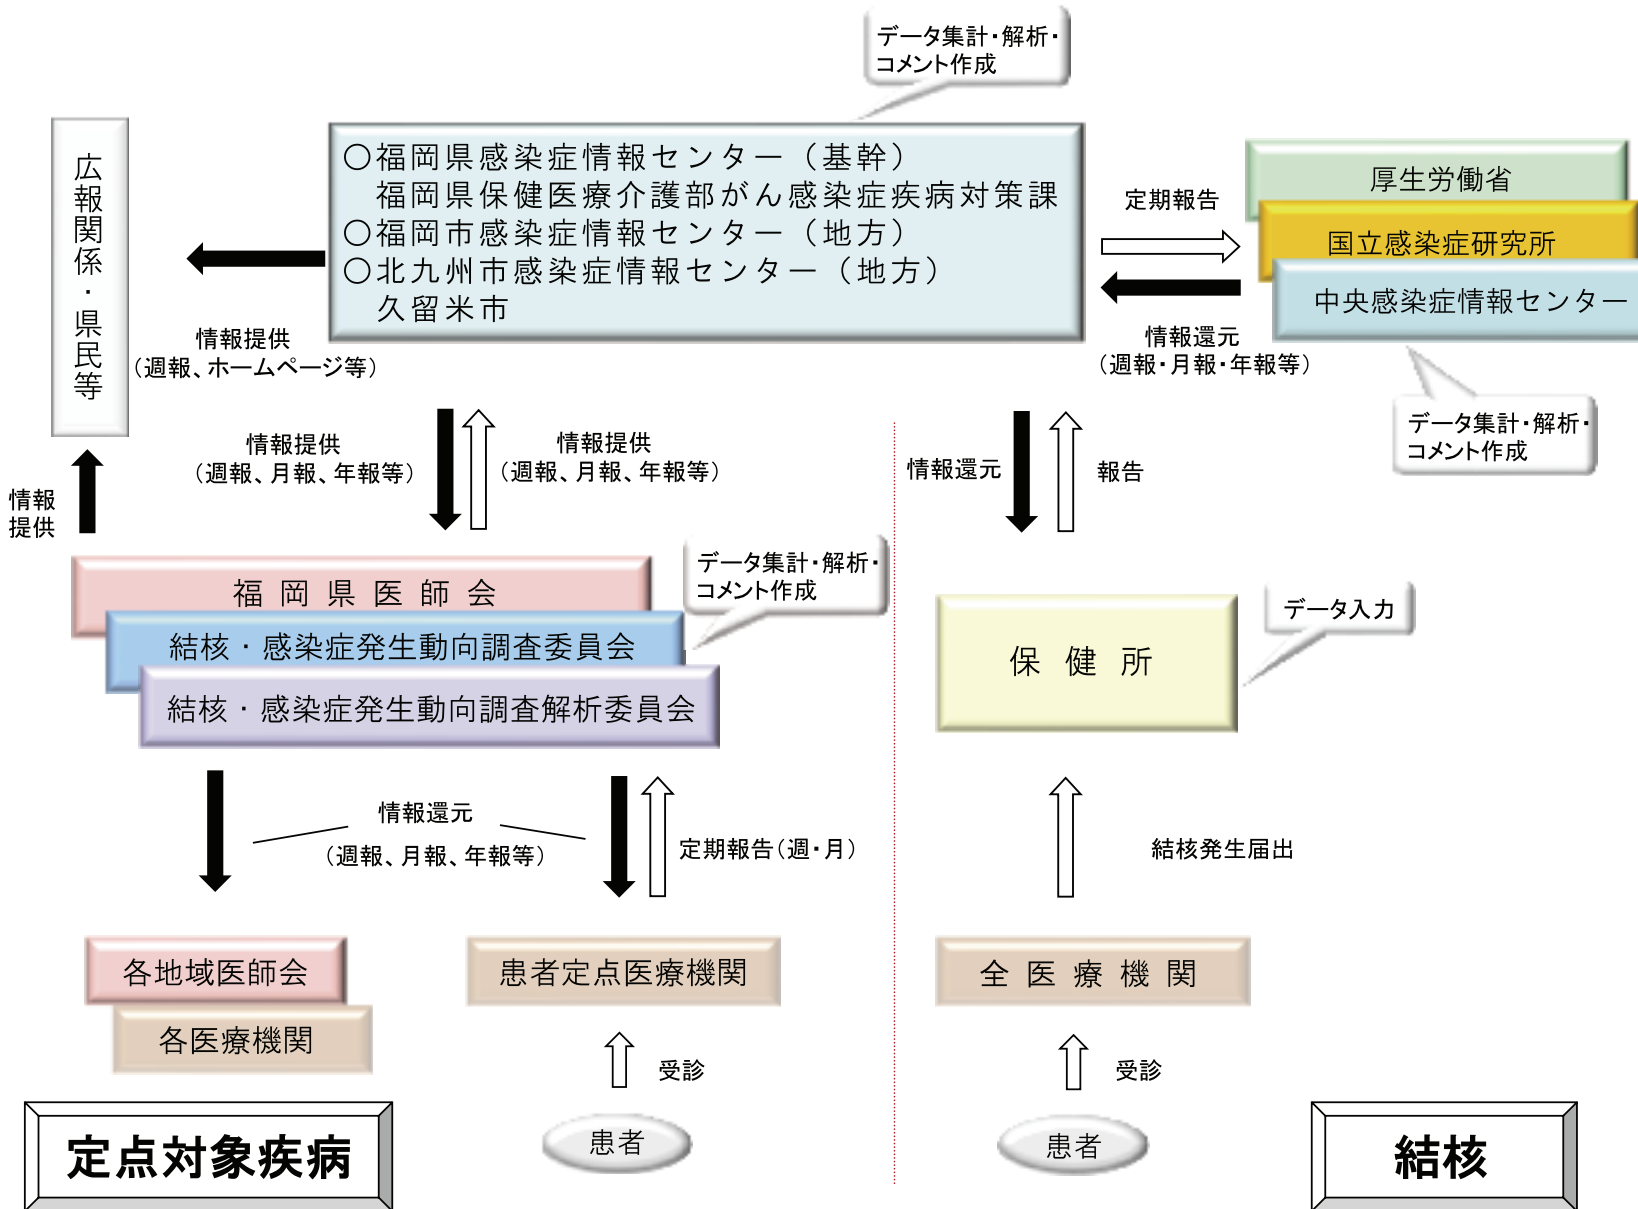 データ集計・解析・
コメント作成
広報関係・県民等
〇福岡県感染症情報センター（基幹）
福岡県保健医療介護部がん感染症疾病対策課
〇福岡市感染症情報センター（地方）
〇北九州市感染症情報センター（地方）
久留米市
定期報告
厚生労働省
国立感染症研究所
中央感染症情報センター
情報還元
（週報・月報・年報等）
データ集計・解析・
コメント作成
情報提供
（週報、ホームページ等）
情報提供
（週報、月報、年報等）
情報提供
（週報、月報、年報等）
情報還元
報告
情報
提供
福岡県医師会
結核・感染症発生動向調査委員会
結核・感染症発生動向調査解析委員会
データ集計・解析・
コメント作成
保健所
データ入力
情報還元
（週報、月報、年報等）
定期報告（週・月）
結核発生届出
各地域医師会
各医療機関
患者定点医療機関
全医療機関
受診
受診
患者
患者
定点対象疾病
結核